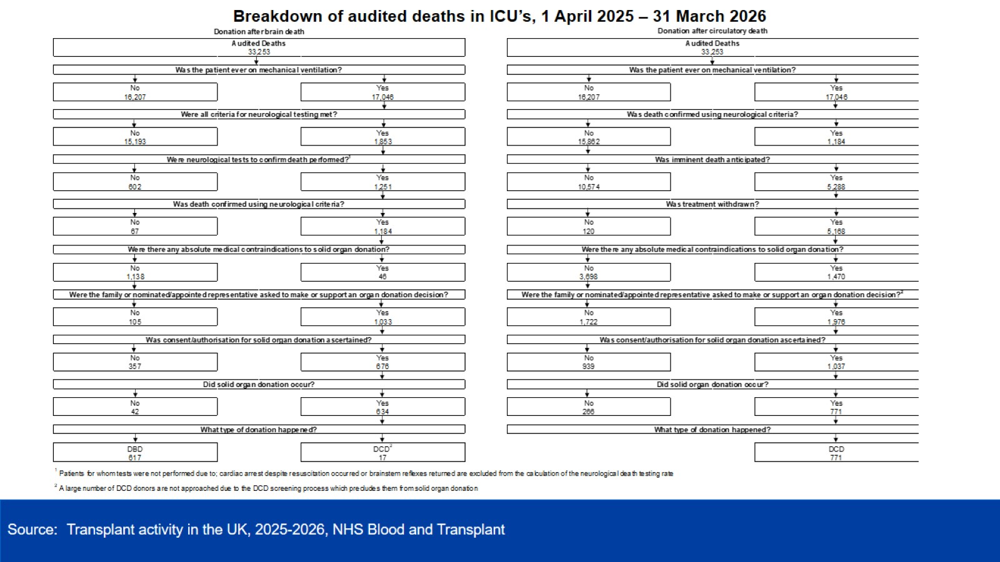 Breakdown of audited deaths in ICU's, 1 April 2025 – 31 March 2026
Donation after brain death
Audited Deaths
33,253
Was the patient ever on mechanical ventilation?
No
16,207
Yes
17,046
Were all criteria for neurological testing met?
No
15,193
Yes
1,853
Were neurological tests to confirm death performed?1
No
602
Yes
1,251
Was death confirmed using neurological criteria?
No
67
Yes
1,184
Were there any absolute medical contraindications to solid organ donation?
No
1,138
Yes
46
Were the family or nominated/appointed representative asked to make or support an organ donation decision?
No
105
Yes
1,033
Was consent/authorisation for solid organ donation ascertained?
No
357
Yes
676
Did solid organ donation occur?
No
42
Yes
634
What type of donation happened?
DBD
617
DCD2
17
Donation after circulatory death
Audited Deaths
33,253
Was the patient ever on mechanical ventilation?
No
16,207
Yes
17,046
Was death confirmed using neurological criteria?
No
15,862
Yes
1,184
Was imminent death anticipated?
No
10,574
Yes
5,288
Was treatment withdrawn?
No
120
Yes
5,168
Were there any absolute medical contraindications to solid organ donation?
No
3,698
Yes
1,470
Were the family or nominated/appointed representative asked to make or support an organ donation decision?2
No
1,722
Yes
1,976
Was consent/authorisation for solid organ donation ascertained?
No
939
Yes
1,037
Did solid organ donation occur?
No
266
Yes
771
What type of donation happened?
DCD
771
1 Patients for whom tests were not performed due to; cardiac arrest despite resuscitation occurred or brainstem reflexes returned are excluded from the calculation of the neurological death testing rate
2 A large number of DCD donors are not approached due to the DCD screening process which precludes them from solid organ donation
Source: Transplant activity in the UK, 2025-2026, NHS Blood and Transplant